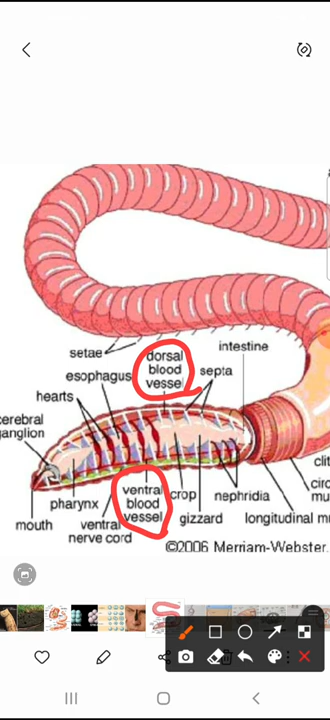 intestine
setae
dorsal
blood
vessel
septa
esophagus
hearts
cerebral
ganglion
ventral
blood
vessel
crop
nephridia
pharynx
gizzard
mouth
ventral
nerve cord
longitudinal
©2006 Merriam-Webster,